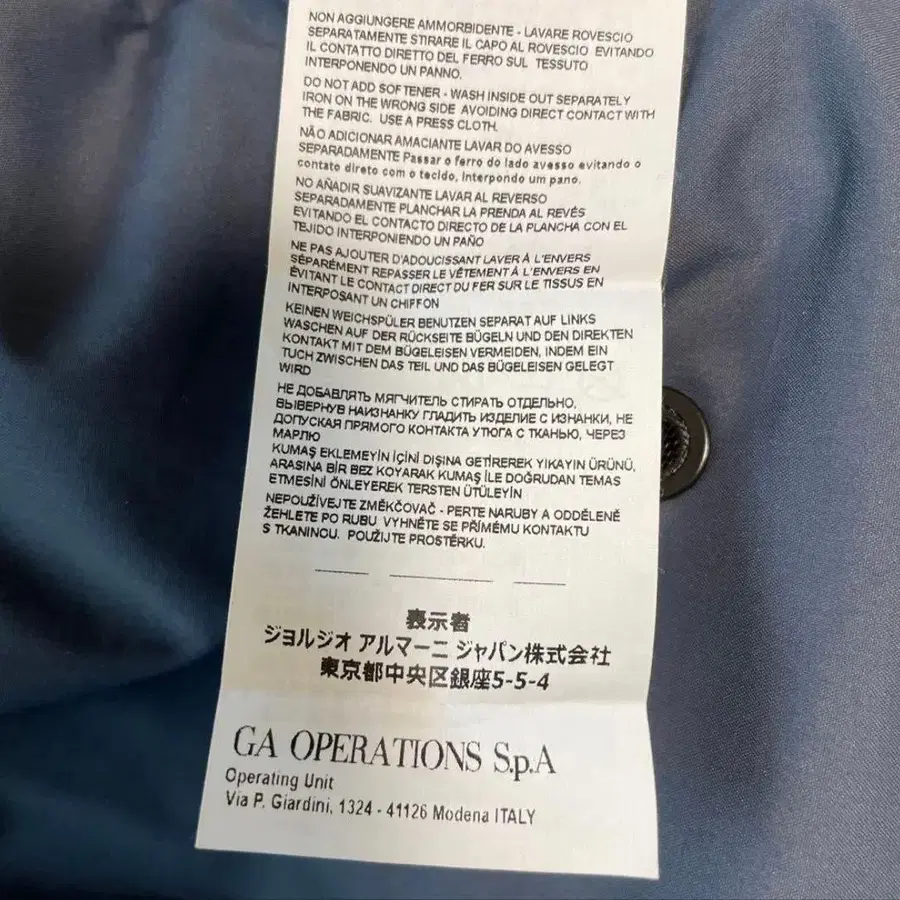 NON AGGIUNGERE AMMORBIDENTE - LAVARE ROVESCIO
SEPARATAMENTE STIRARE IL CAPO AL ROVESCIO EVITANDO
IL CONTATTO DIRETTO DEL FERRO SUL TESSUTO
INTERPONENDO UN PANNO.
DO NOT ADD SOFTENER - WASH INSIDE OUT SEPARATELY
IRON ON THE WRONG SIDE AVOIDING DIRECT CONTACT WITH
THE FABRIC. USE A PRESS CLOTH.
NÃO ADICIONAR AMACIANTE LAVAR DO AVESSO
SEPARADAMENTE Passar o ferro do lado avesso evitando o
contato direto com o tecido, Interpondo um pano.
NO AÑADIR SUAVIZANTE LAVAR AL REVERSO
SEPARADAMENTE PLANCHAR LA PRENDA AL REVÉS
EVITANDO EL CONTACTO DIRECTO DE LA PLANCHA CON EL
TEJIDO INTERPONIENDO UN PAÑO
NE PAS AJOUTER D'ADOUCISSANT LAVER À L'ENVERS
SÉPARÉMENT REPASSER LE VÊTEMENT À L'ENVERS EN
ÉVITANT LE CONTACT DIRECT DU FER SUR LE TISSUS EN
INTERPOSANT UN CHIFFON
KEINEN WEICHSPÜLER BENUTZEN SEPARAT AUF LINKS
WASCHEN AUF DER RÜCKSEITE BÜGELN UND DEN DIREKTEN
KONTAKT MIT DEM BÜGELEISEN VERMEIDEN, INDEM EIN
TUCH ZWISCHEN DAS TEIL UND DAS BÜGELEISEN GELEGT
WIRD
НЕ ДОБАВЛЯТЬ МЯГЧИТЕЛЬ СТИРАТЬ ОТДЕЛЬНО,
ВЫВЕРНУВ НАИЗНАНКУ ГЛАДИТЬ ИЗДЕЛИЕ С ИЗНАНКИ, НЕ
ДОПУСКАЯ ПРЯМОГО КОНТАКТА УТЮГА С ТКАНЬЮ, ЧЕРЕЗ
МАРЛЮ
KUMAŞ EKLEMEYİN İÇİNİ DIŞINA GETİREREK YIKAYIN ÜRÜNÜ,
ARASINA BİR BEZ KOYARAK KUMAŞ İLE DOĞRUDAN TEMAS
ETMESİNİ ÖNLEYEREK TERSTEN ÜTÜLEYİN
NEPOUŽÍVEJTE ZMĚKČOVAČ - PERTE NARUBY A ODDĚLENĚ
ŽEHLETE PO RUBU VYHNĚTE SE PŘÍMÉMU KONTAKTU
S TKANINOU. POUŽIJTE PROSTĚRKU.
表示者
ジョルジオ アルマーニ ジャパン株式会社
東京都中央区銀座5-5-4
GA OPERATIONS S.p.A
Operating Unit
Via P. Giardini, 1324 - 41126 Modena ITALY